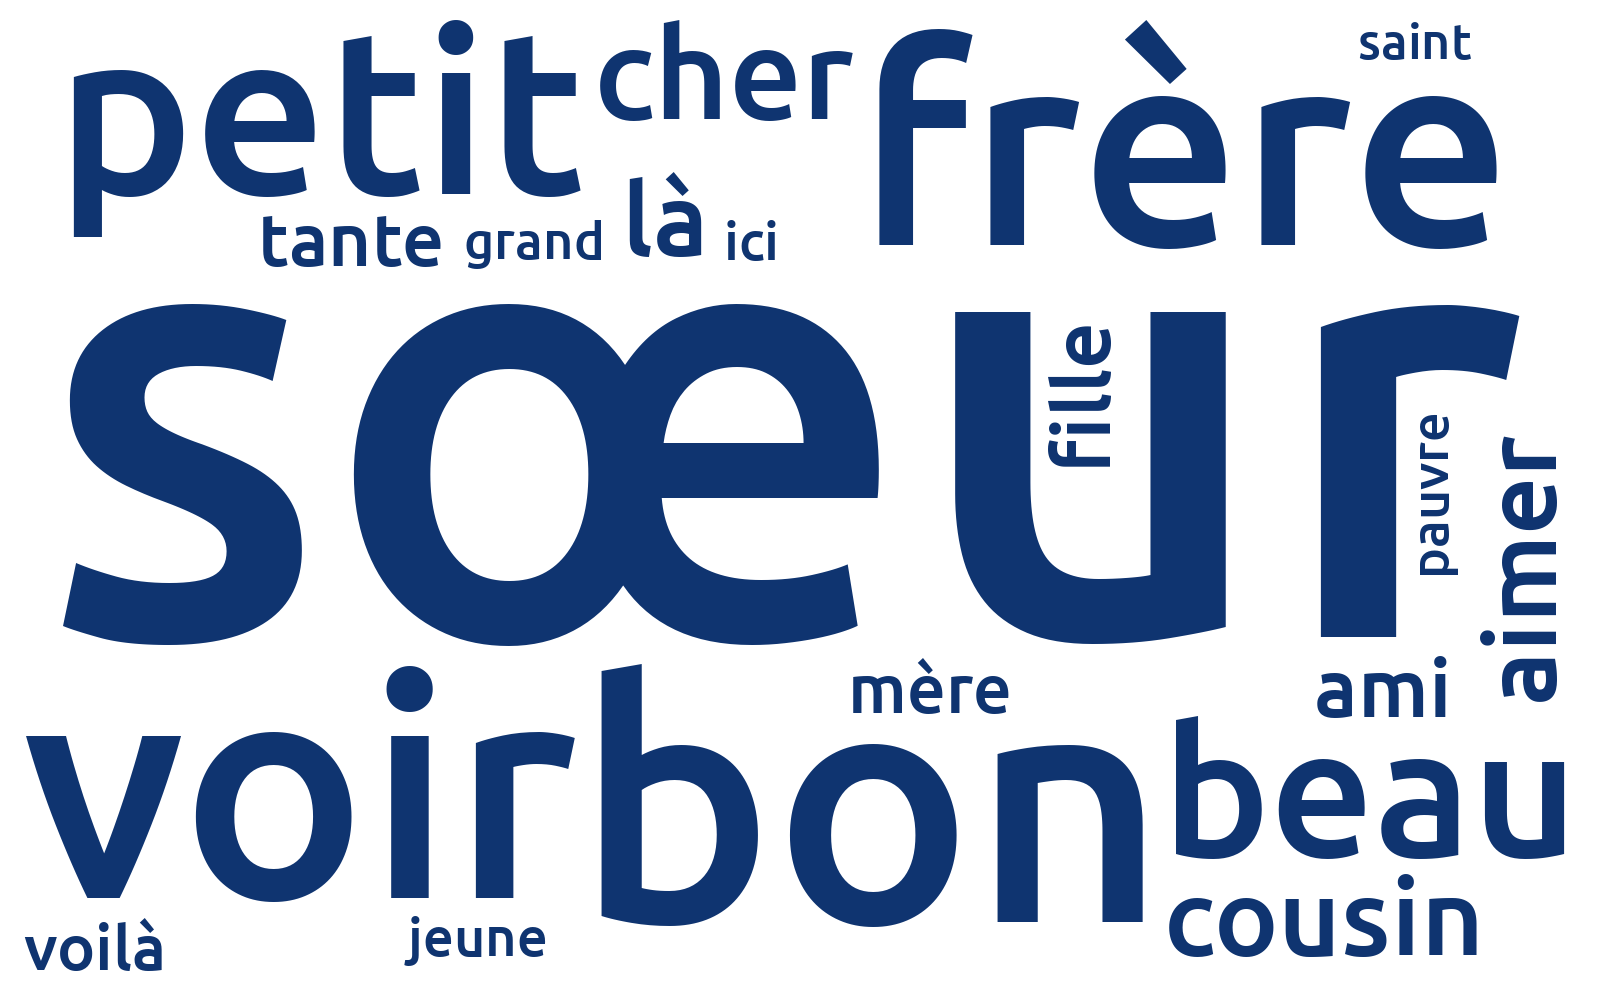 petit
cher
frère
saint
tante
grand
là
ici
sœur
fille
pauvre
aimer
voir
bon
mère
ami
beau
cousin
voilà
jeune